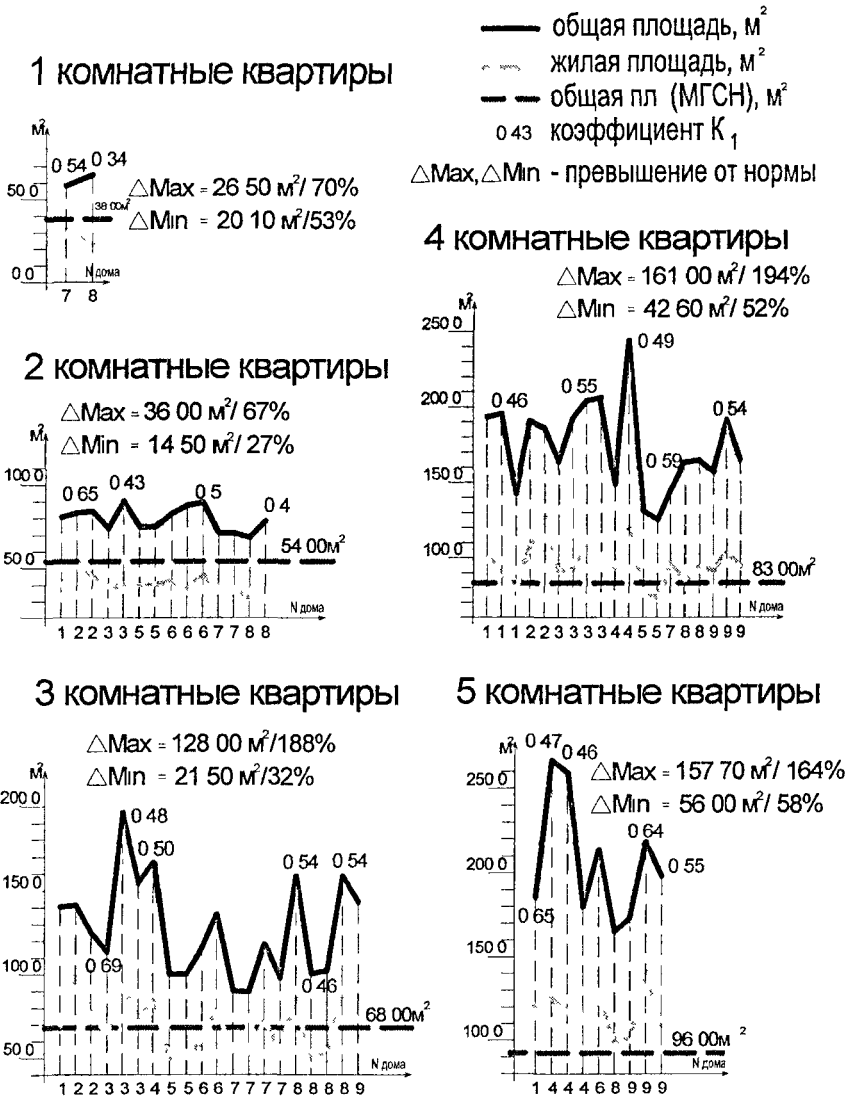 общая площадь, м²
жилая площадь, м²
общая пл (МГСН), м²
0 43 коэффициент К₁
△Max,△Min - превышение от нормы
1 комнатные квартиры
м²
0 54 0 34
△Max = 26 50 м²/ 70%
△Min = 20 10 м²/53%
50 0
38 00м²
0 0
N дома
7 8
2 комнатные квартиры
△Max = 36 00 м²/ 67%
△Min = 14 50 м²/ 27%
м²
100 0
0 65 0 43 0 5 0 4
54 00м²
50 0
N дома
1 2 2 3 3 5 5 6 6 6 7 7 8 8
4 комнатные квартиры
△Max = 161 00 м²/ 194%
△Min = 42 60 м²/ 52%
м²
250 0
0 49
0 46 0 55 0 54
200 0
0 59
150 0
100 0
83 00м²
N дома
1 1 1 2 2 3 3 3 3 4 4 5 5 7 8 8 9 9 9
3 комнатные квартиры
△Max = 128 00 м²/188%
△Min = 21 50 м²/32%
м²
200 0
0 48
0 50 0 54 0 54
150 0
0 69 0 46
100 0
68 00м²
50 0
N дома
1 2 2 3 3 3 4 5 5 6 6 7 7 7 7 8 8 8 8 9
5 комнатные квартиры
м²
0 47 0 46
△Max = 157 70 м²/ 164%
△Min = 56 00 м²/ 58%
250 0
0 64
0 55
200 0
0 65
150 0
100 0
96 00м²
N дома
1 4 4 4 6 8 9 9 9